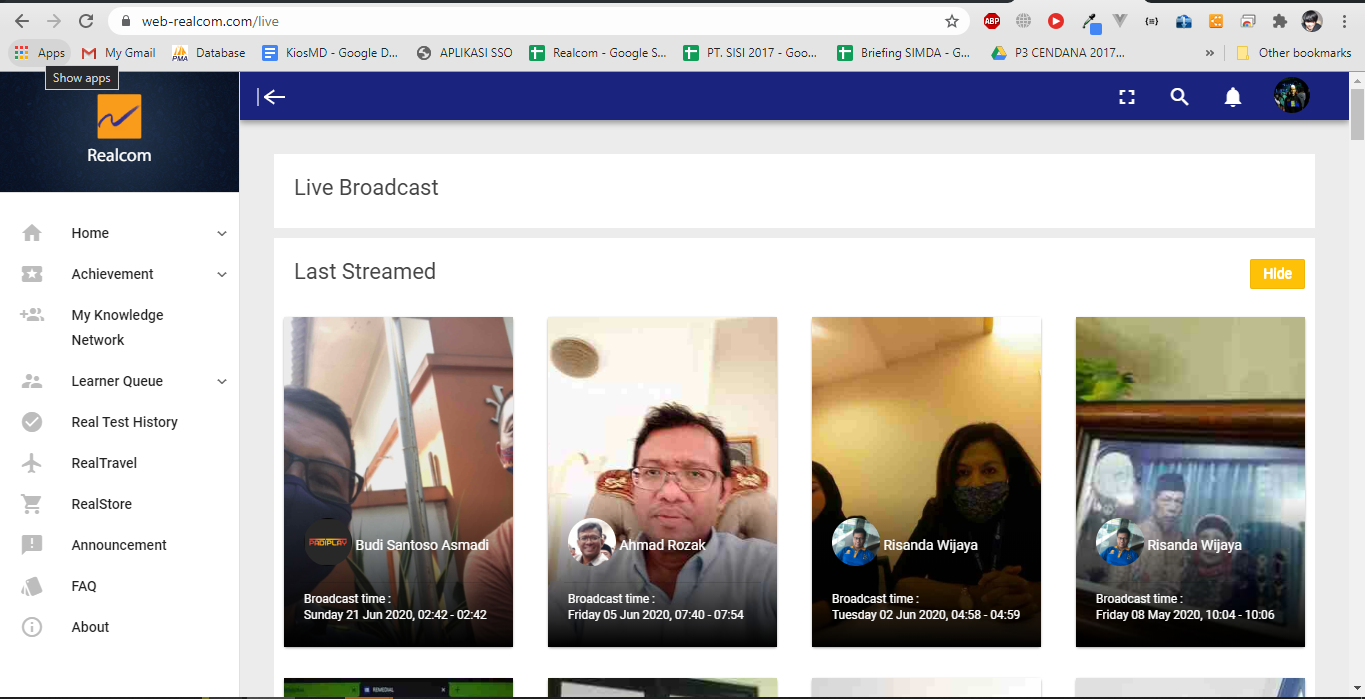 web-realcom.com/live
ABP
Apps
My Gmail
PMA
Database
KiosMD - Google D...
APLIKASI SSO
Realcom - Google S...
PT. SISI 2017 - Goo...
Briefing SIMDA - G...
P3 CENDANA 2017...
»
Other bookmarks
Show apps
Realcom
Home
Achievement
My Knowledge
Network
Learner Queue
Real Test History
RealTravel
RealStore
Announcement
FAQ
About
Live Broadcast
Last Streamed
Hide
PADIPLAY
Budi Santoso Asmadi
Broadcast time :
Sunday 21 Jun 2020, 02:42 - 02:42
Ahmad Rozak
Broadcast time :
Friday 05 Jun 2020, 07:40 - 07:54
Risanda Wijaya
Broadcast time :
Tuesday 02 Jun 2020, 04:58 - 04:59
Risanda Wijaya
Broadcast time :
Friday 08 May 2020, 10:04 - 10:06
REMEDIAL